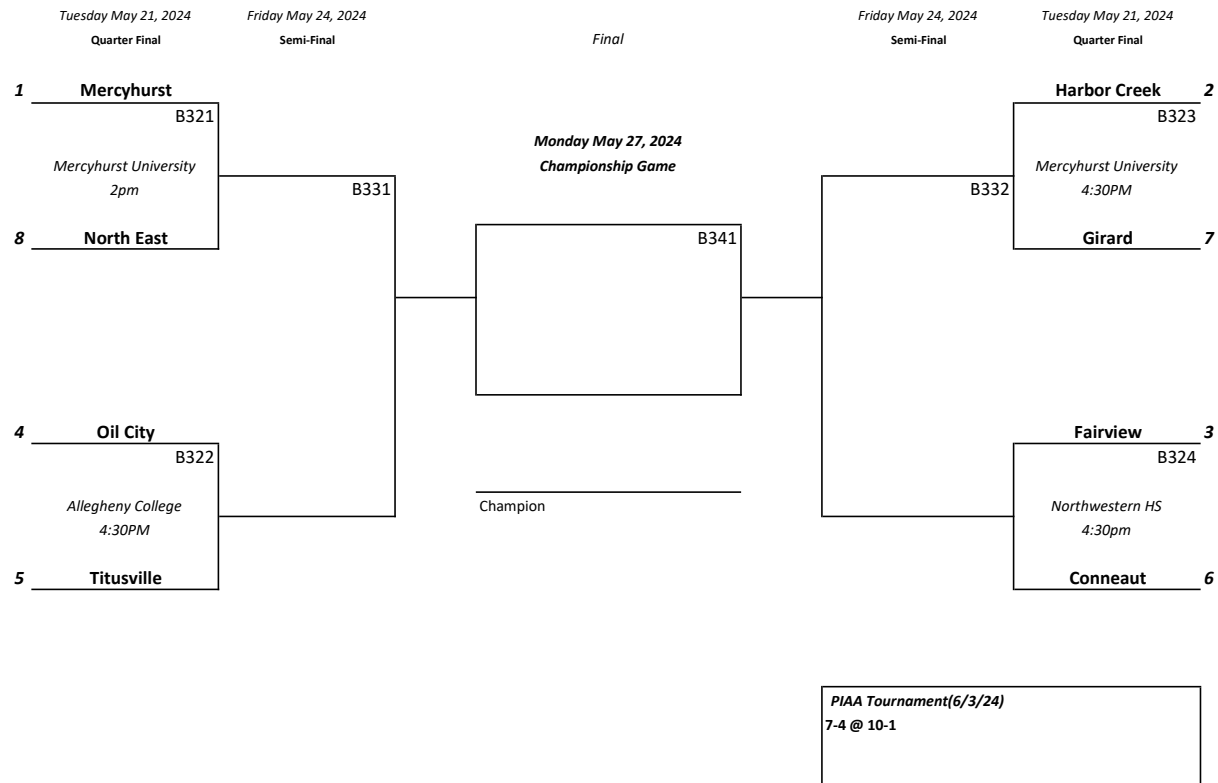 Tuesday May 21, 2024 Friday May 24, 2024 Friday May 24, 2024 Tuesday May 21, 2024
Quarter Final Semi-Final Final Semi-Final Quarter Final
1 Mercyhurst Harbor Creek 2
B321 B323
Monday May 27, 2024
Mercyhurst University Championship Game Mercyhurst University
2pm B331 B332 4:30PM
8 North East B341 Girard 7
4 Oil City Fairview 3
B322 B324
Allegheny College Champion Northwestern HS
4:30PM 4:30pm
5 Titusville Conneaut 6
PIAA Tournament(6/3/24)
7-4 @ 10-1